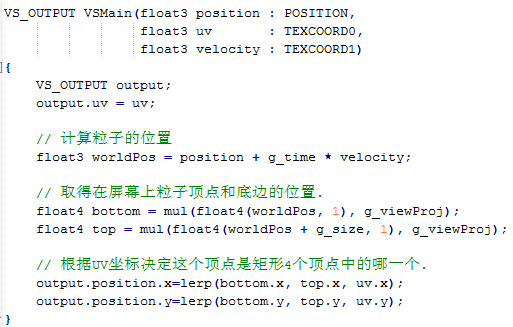 VS_OUTPUT VSMain(float3 position : POSITION,
float3 uv : TEXCOORD0,
float3 velocity : TEXCOORD1)
{
VS_OUTPUT output;
output.uv = uv;
// 计算粒子的位置
float3 worldPos = position + g_time * velocity;
// 取得在屏幕上粒子顶点和底边的位置.
float4 bottom = mul(float4(worldPos, 1), g_viewProj);
float4 top = mul(float4(worldPos + g_size, 1), g_viewProj);
// 根据UV坐标决定这个顶点是矩形4个顶点中的哪一个.
output.position.x=lerp(bottom.x, top.x, uv.x);
output.position.y=lerp(bottom.y, top.y, uv.y);
}